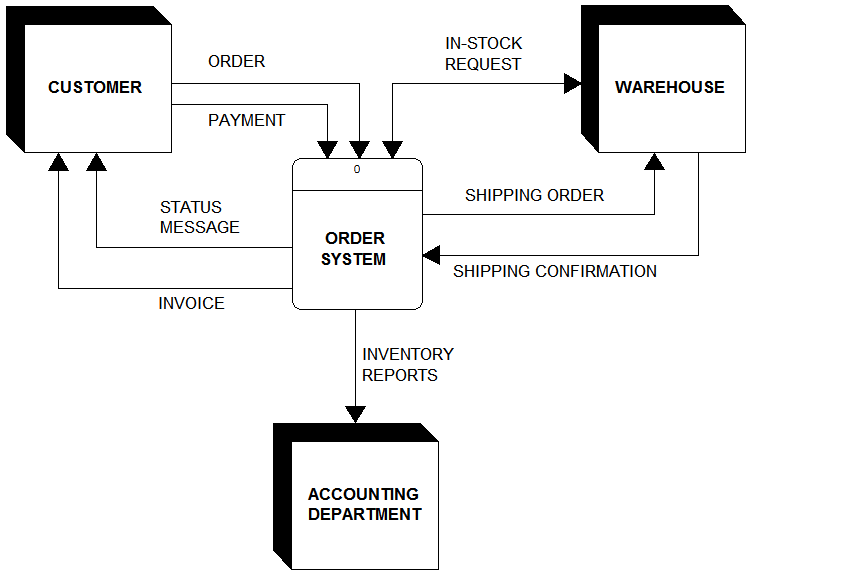 CUSTOMER
ORDER
PAYMENT
IN-STOCK
REQUEST
WAREHOUSE
0
ORDER
SYSTEM
STATUS
MESSAGE
INVOICE
SHIPPING ORDER
SHIPPING CONFIRMATION
INVENTORY
REPORTS
ACCOUNTING
DEPARTMENT